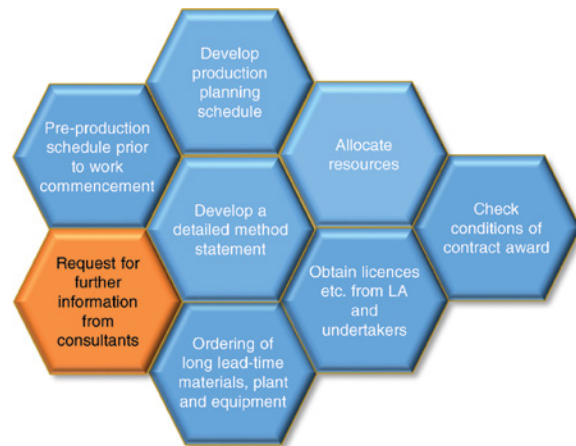 Develop
production
planning
schedule
Pre-production
schedule prior
to work
commencement
Allocate
resources
Develop a
detailed method
statement
Check
conditions of
contract award
Request for
further
information
from
consultants
Obtain licences
etc. from LA
and
undertakers
Ordering of
long lead-time
materials, plant
and equipment